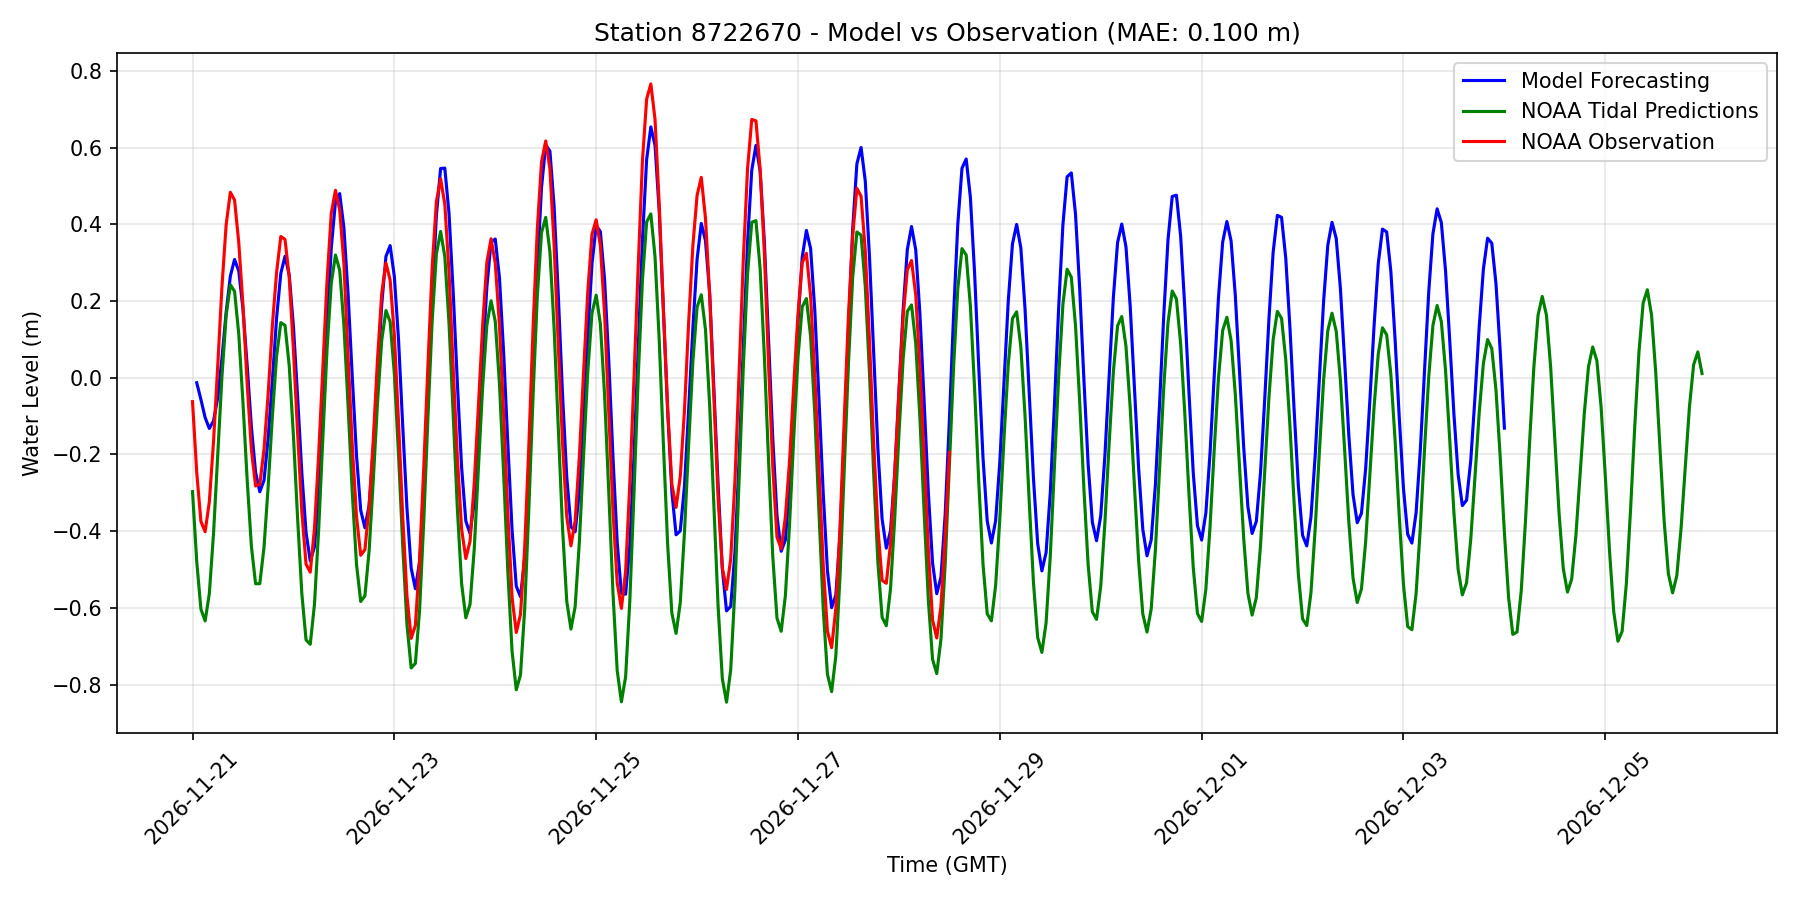 Station 8722670 - Model vs Observation (MAE: 0.100 m)
Model Forecasting
NOAA Tidal Predictions
NOAA Observation
Water Level (m)
0.8
0.6
0.4
0.2
0.0
−0.2
−0.4
−0.6
−0.8
2026-11-21
2026-11-23
2026-11-25
2026-11-27
2026-11-29
2026-12-01
2026-12-03
2026-12-05
Time (GMT)